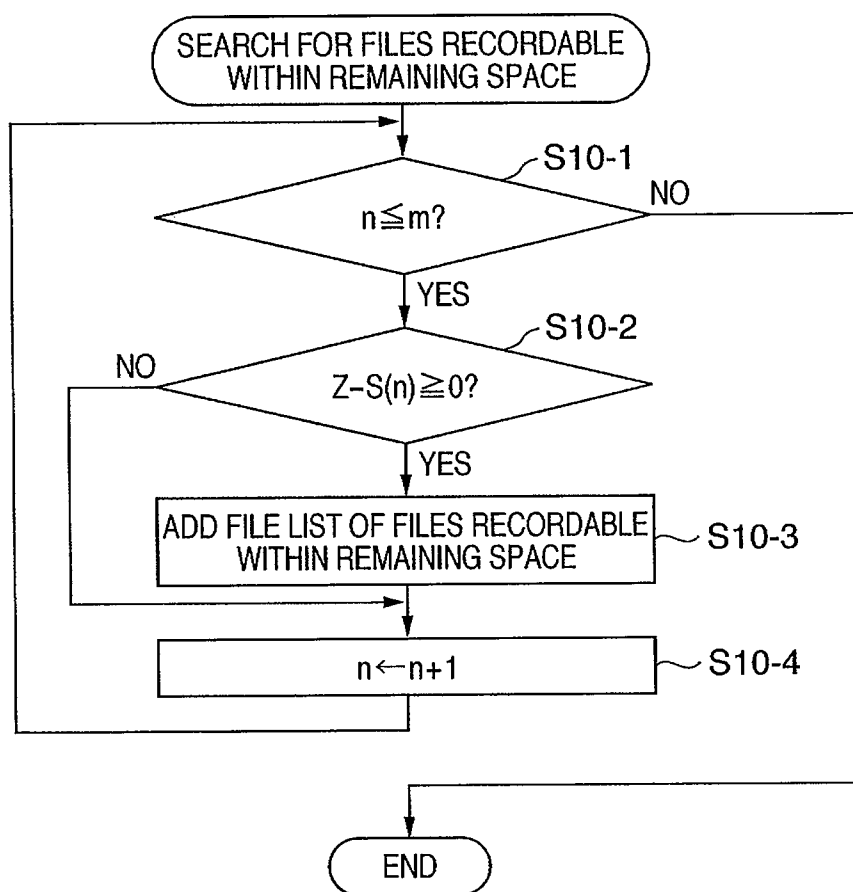 SEARCH FOR FILES RECORDABLE
WITHIN REMAINING SPACE
S10-1
n≦m?
NO
YES
S10-2
NO
Z−S(n)≧0?
YES
ADD FILE LIST OF FILES RECORDABLE
WITHIN REMAINING SPACE
S10-3
n←n+1
S10-4
END